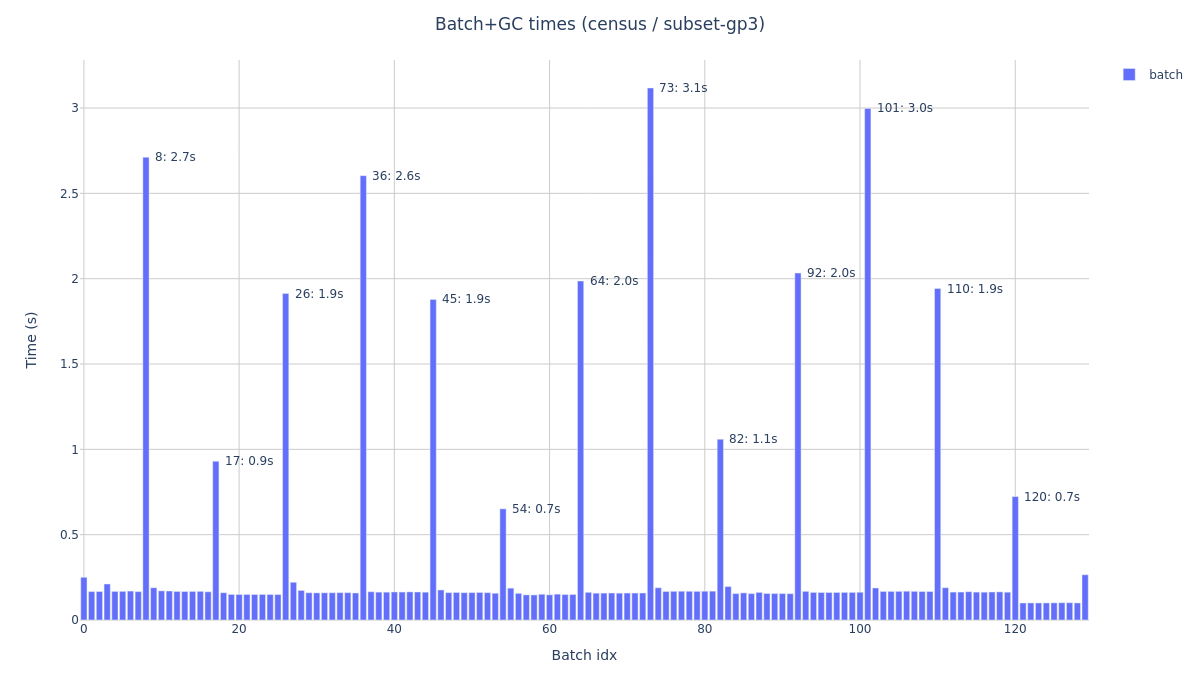 Batch+GC times (census / subset-gp3)
batch
73: 3.1s
3
101: 3.0s
8: 2.7s
36: 2.6s
2.5
2
64: 2.0s
92: 2.0s
26: 1.9s
45: 1.9s
110: 1.9s
Time (s)
1.5
1
82: 1.1s
17: 0.9s
54: 0.7s
120: 0.7s
0.5
0
0 20 40 60 80 100 120
Batch idx